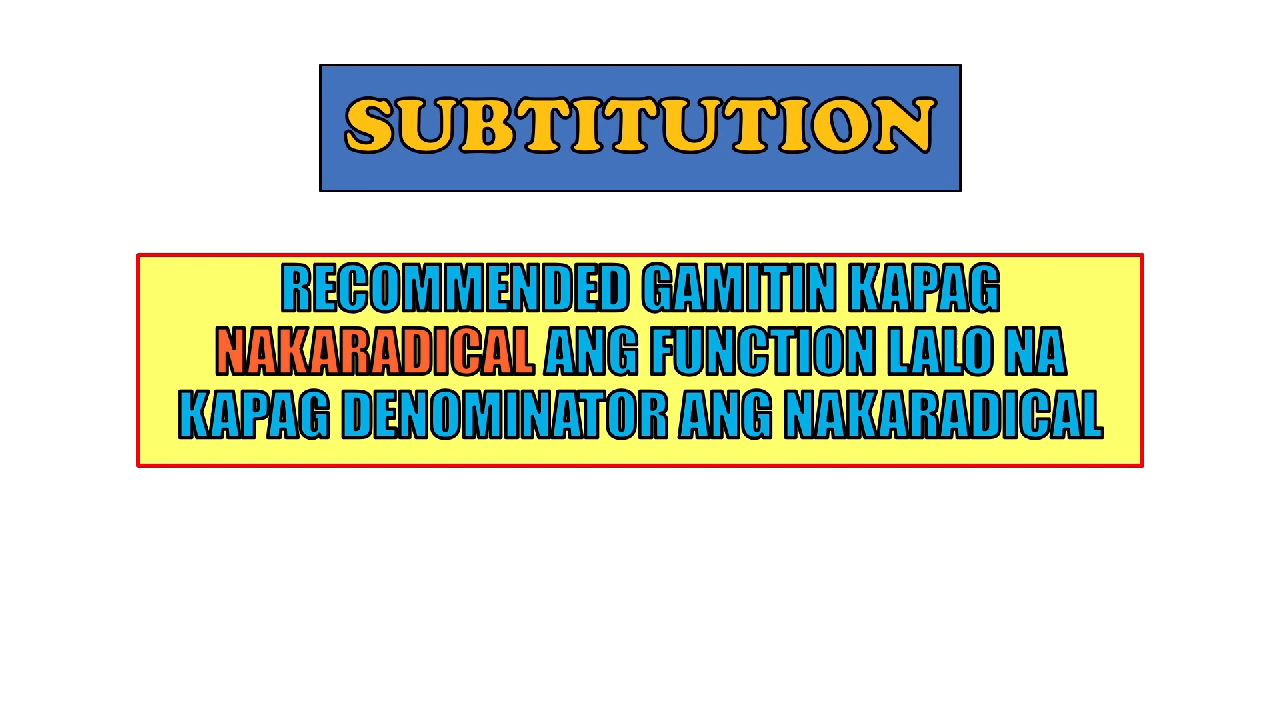 SUBTITUTION
RECOMMENDED GAMITIN KAPAG
NAKARADICAL ANG FUNCTION LALO NA
KAPAG DENOMINATOR ANG NAKARADICAL